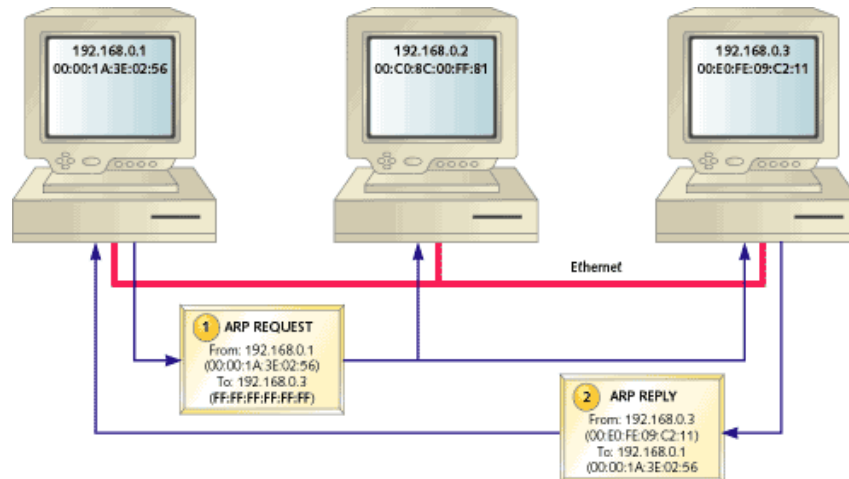 192.168.0.1
00:00:1A:3E:02:56
192.168.0.2
00:C0:8C:00:FF:81
192.168.0.3
00:E0:FE:09:C2:11
Ethernet
1 ARP REQUEST
From: 192.168.0.1
(00:00:1A:3E:02:56)
To: 192.168.0.3
(FF:FF:FF:FF:FF:FF)
2 ARP REPLY
From: 192.168.0.3
(00:E0:FE:09:C2:11)
To: 192.168.0.1
(00:00:1A:3E:02:56